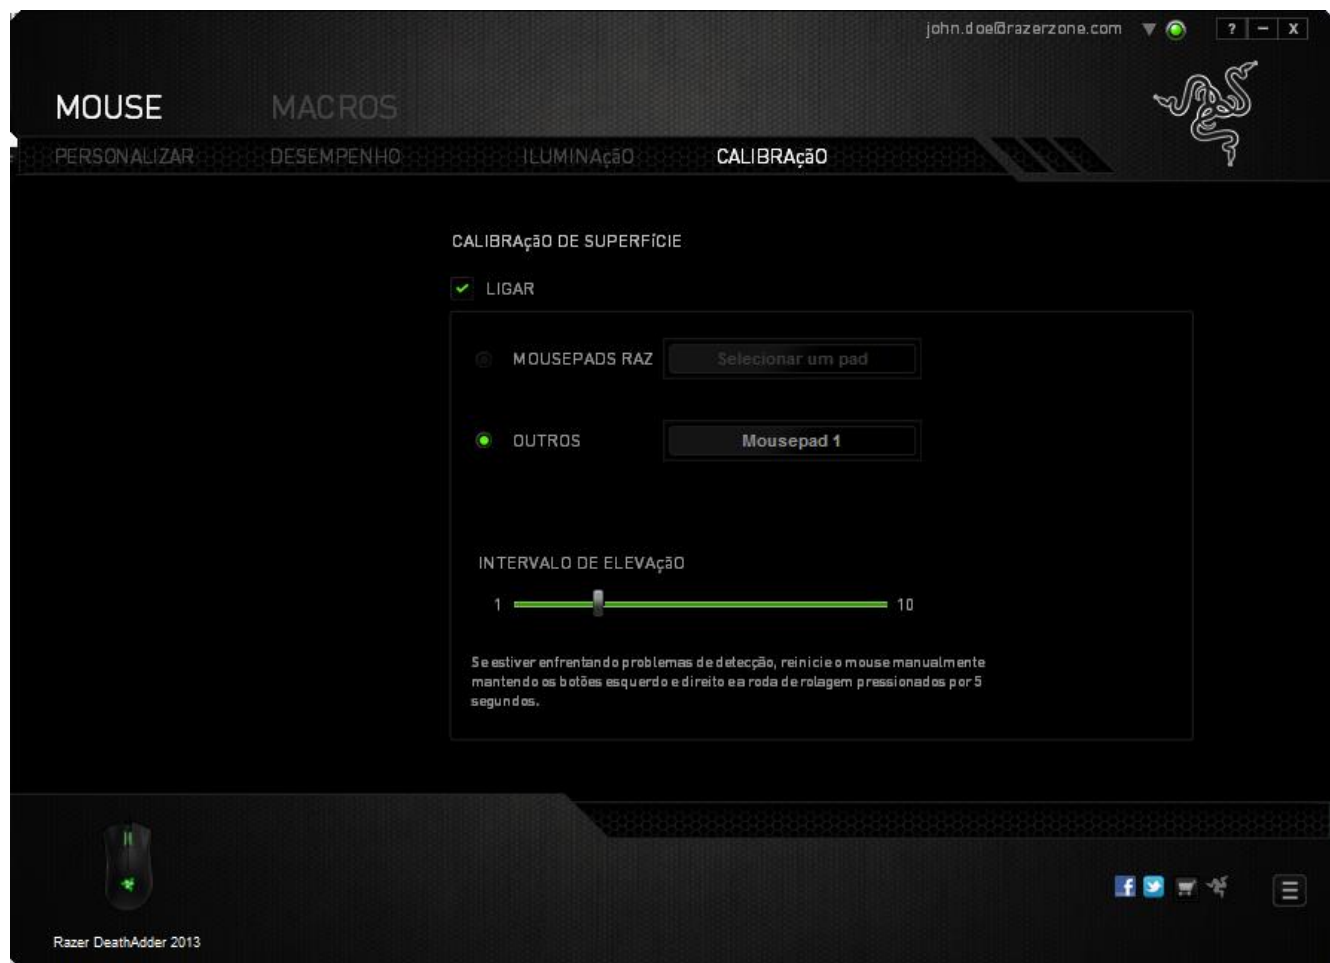 john.doe@razerzone.com
? – X
MOUSE MACROS
PERSONALIZAR DESEMPENHO ILUMINAção CALIBRAção
CALIBRAção DE SUPERFíCIE
LIGAR
MOUSEPADS RAZ Selecionar um pad
OUTROS Mousepad 1
INTERVALO DE ELEVAção
1 10
Se estiver enfrentando problemas de detecção, reinicie o mouse manualmente
mantendo os botões esquerdo e direito e a roda de rolagem pressionados por 5
segundos.
Razer DeathAdder 2013